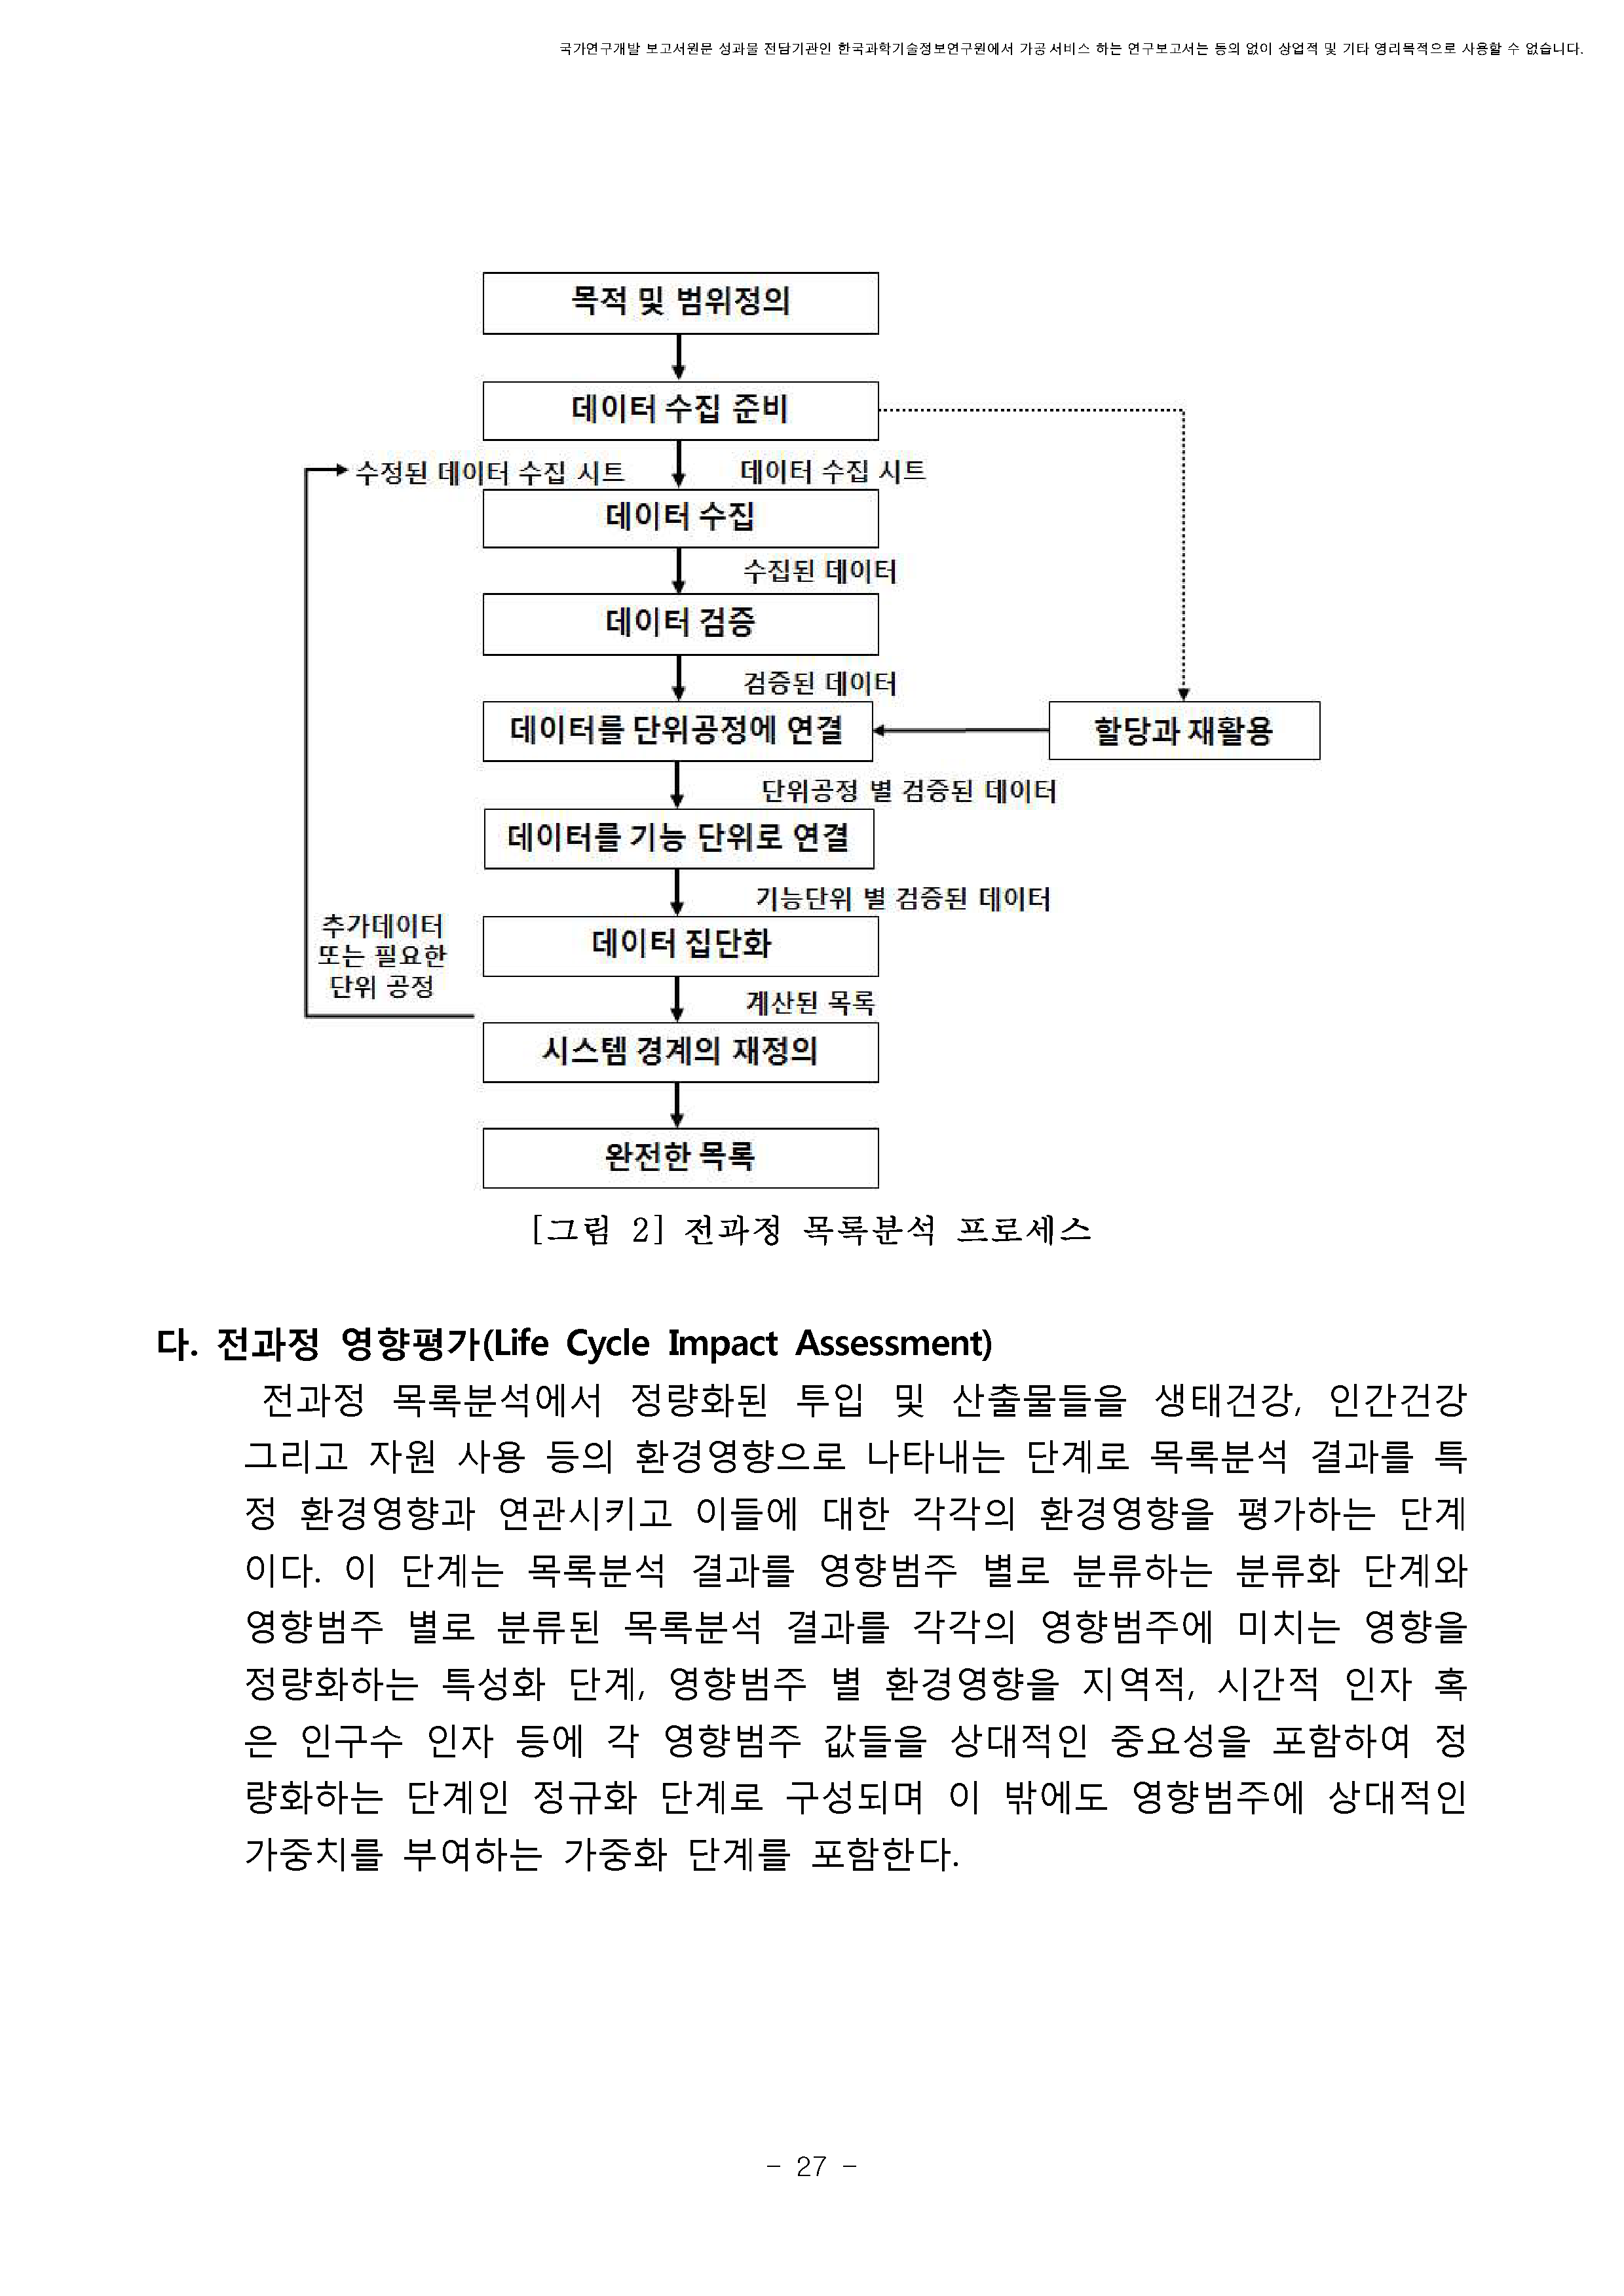 국가연구개발 보고서원문 성과물 전담기관인 한국과학기술정보연구원에서 가공·서비스 하는 연구보고서는 동의 없이 상업적 및 기타 영리목적으로 사용할 수 없습니다.
목적 및 범위정의
데이터 수집 준비
수정된 데이터 수집 시트
데이터 수집 시트
데이터 수집
수집된 데이터
데이터 검증
검증된 데이터
데이터를 단위공정에 연결
할당과 재활용
단위공정 별 검증된 데이터
데이터를 기능 단위로 연결
기능단위 별 검증된 데이터
추가데이터
또는 필요한
단위 공정
데이터 집단화
계산된 목록
시스템 경계의 재정의
완전한 목록
[그림 2] 전과정 목록분석 프로세스
다. 전과정 영향평가(Life Cycle Impact Assessment)
전과정 목록분석에서 정량화된 투입 및 산출물들을 생태건강, 인간건강
그리고 자원 사용 등의 환경영향으로 나타내는 단계로 목록분석 결과를 특
정 환경영향과 연관시키고 이들에 대한 각각의 환경영향을 평가하는 단계
이다. 이 단계는 목록분석 결과를 영향범주 별로 분류하는 분류화 단계와
영향범주 별로 분류된 목록분석 결과를 각각의 영향범주에 미치는 영향을
정량화하는 특성화 단계, 영향범주 별 환경영향을 지역적, 시간적 인자 혹
은 인구수 인자 등에 각 영향범주 값들을 상대적인 중요성을 포함하여 정
량화하는 단계인 정규화 단계로 구성되며 이 밖에도 영향범주에 상대적인
가중치를 부여하는 가중화 단계를 포함한다.
- 27 -